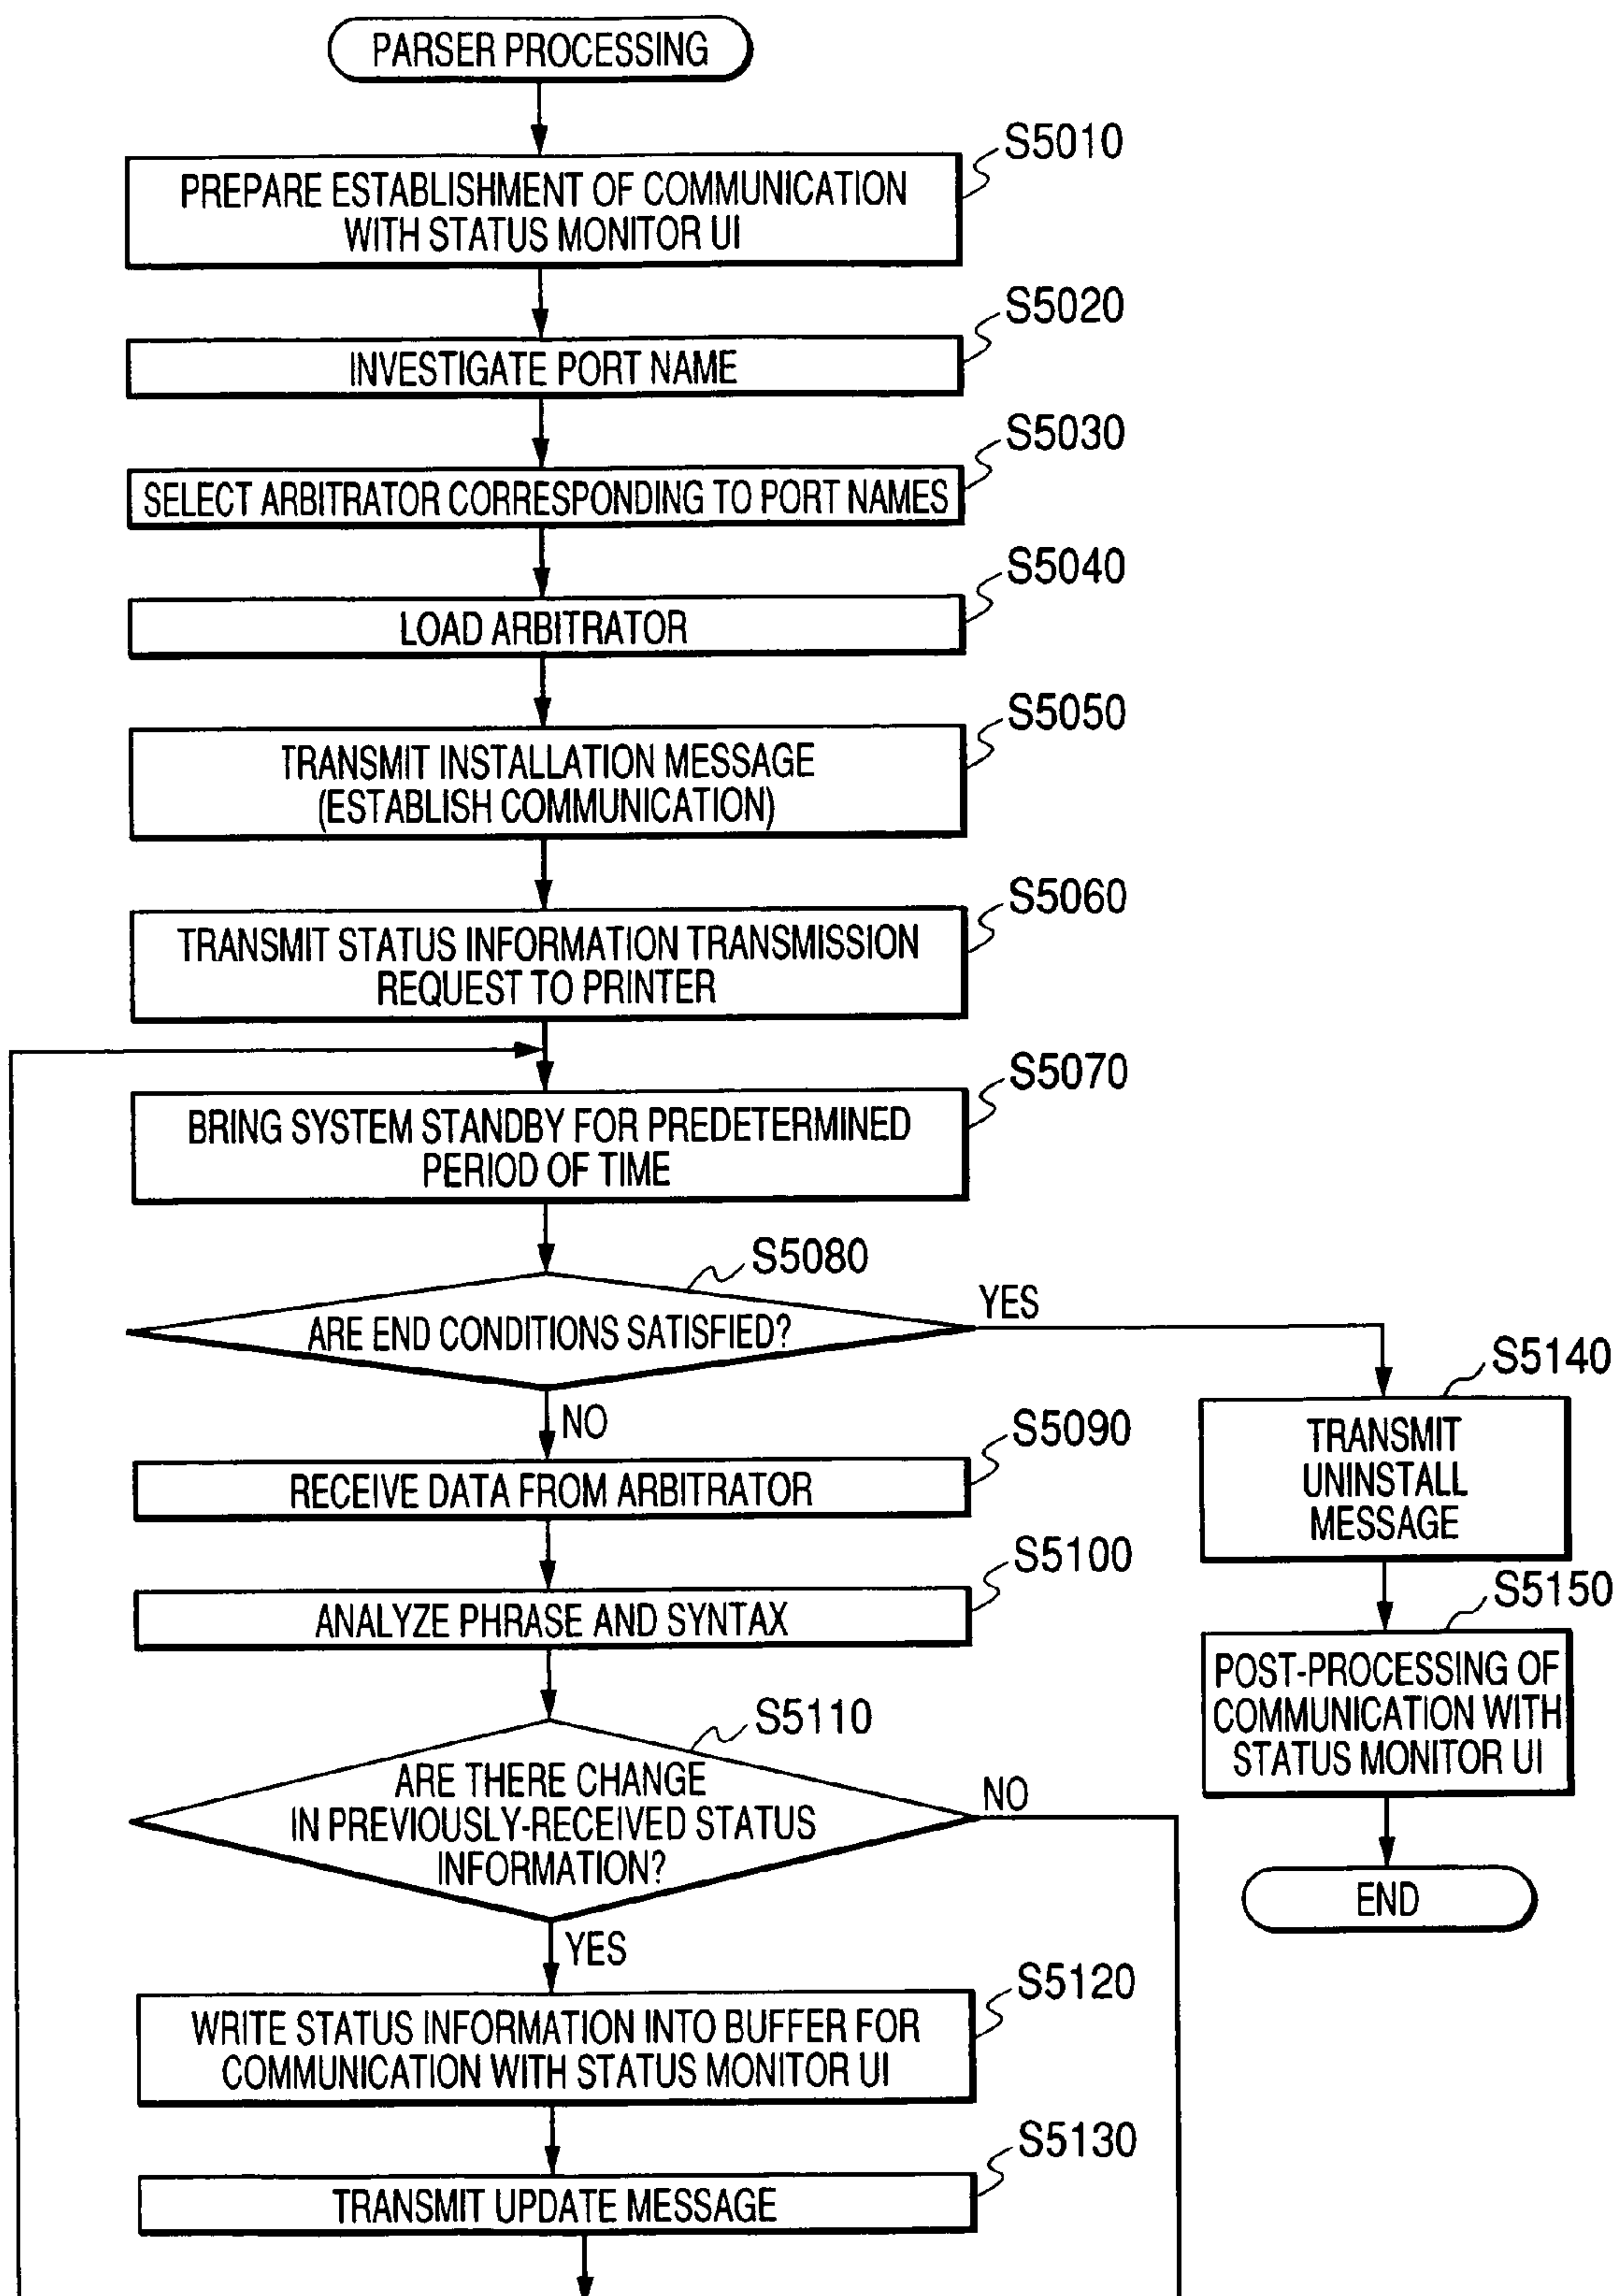 PARSER PROCESSING
S5010
PREPARE ESTABLISHMENT OF COMMUNICATION
WITH STATUS MONITOR UI
S5020
INVESTIGATE PORT NAME
S5030
SELECT ARBITRATOR CORRESPONDING TO PORT NAMES
S5040
LOAD ARBITRATOR
S5050
TRANSMIT INSTALLATION MESSAGE
(ESTABLISH COMMUNICATION)
S5060
TRANSMIT STATUS INFORMATION TRANSMISSION
REQUEST TO PRINTER
S5070
BRING SYSTEM STANDBY FOR PREDETERMINED
PERIOD OF TIME
S5080
ARE END CONDITIONS SATISFIED?
YES
NO
S5090
RECEIVE DATA FROM ARBITRATOR
S5100
ANALYZE PHRASE AND SYNTAX
S5110
ARE THERE CHANGE
IN PREVIOUSLY-RECEIVED STATUS
INFORMATION?
NO
YES
S5120
WRITE STATUS INFORMATION INTO BUFFER FOR
COMMUNICATION WITH STATUS MONITOR UI
S5130
TRANSMIT UPDATE MESSAGE
S5140
TRANSMIT
UNINSTALL
MESSAGE
S5150
POST-PROCESSING OF
COMMUNICATION WITH
STATUS MONITOR UI
END